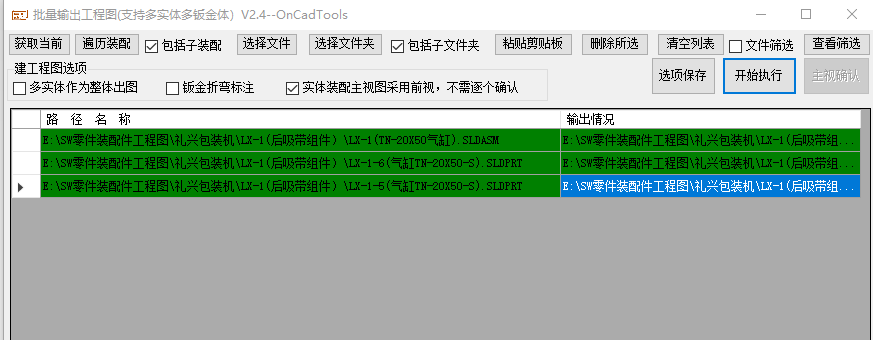 批量输出工程图(支持多实体多钣金体) V2.4--OnCadTools
获取当前 遍历装配 包括子装配 选择文件 选择文件夹 包括子文件夹 粘贴剪贴板 删除所选 清空列表 文件筛选 查看筛选
建工程图选项
多实体作为整体出图 钣金折弯标注 实体装配主视图采用前视，不需逐个确认 选项保存 开始执行 主视确认
路 径 名 称 输出情况
E:\SW零件装配件工程图\礼兴包装机\LX-1(后吸带组件）\LX-1(TN-20X50气缸).SLDASM E:\SW零件装配件工程图\礼兴包装机\LX-1(后吸带组...
E:\SW零件装配件工程图\礼兴包装机\LX-1(后吸带组件）\LX-1-6(气缸TN-20X50-S).SLDPRT E:\SW零件装配件工程图\礼兴包装机\LX-1(后吸带组...
E:\SW零件装配件工程图\礼兴包装机\LX-1(后吸带组件）\LX-1-5(气缸TN-20X50-S).SLDPRT E:\SW零件装配件工程图\礼兴包装机\LX-1(后吸带组...